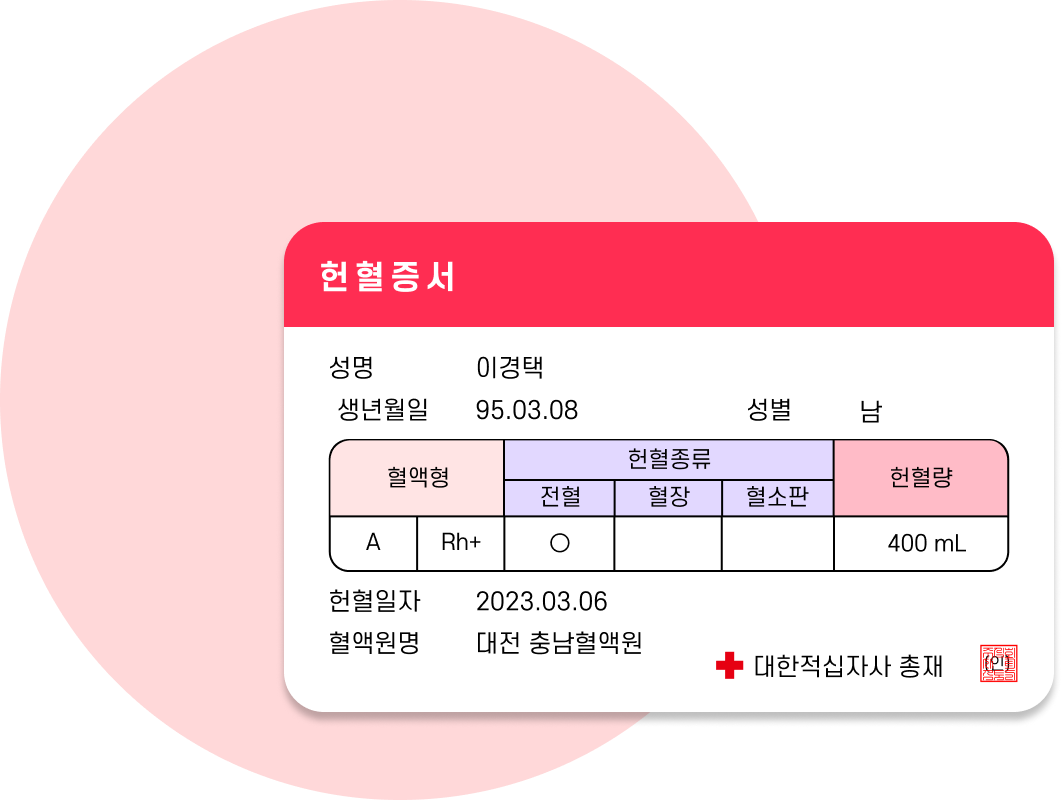 헌혈증서
성명 이경택
생년월일 95.03.08 성별 남
혈액형 헌혈종류 헌혈량
전혈 혈장 혈소판
A Rh+ ○ 400 mL
헌혈일자 2023.03.06
혈액원명 대전 충남혈액원
대한적십자사 총재 (인)